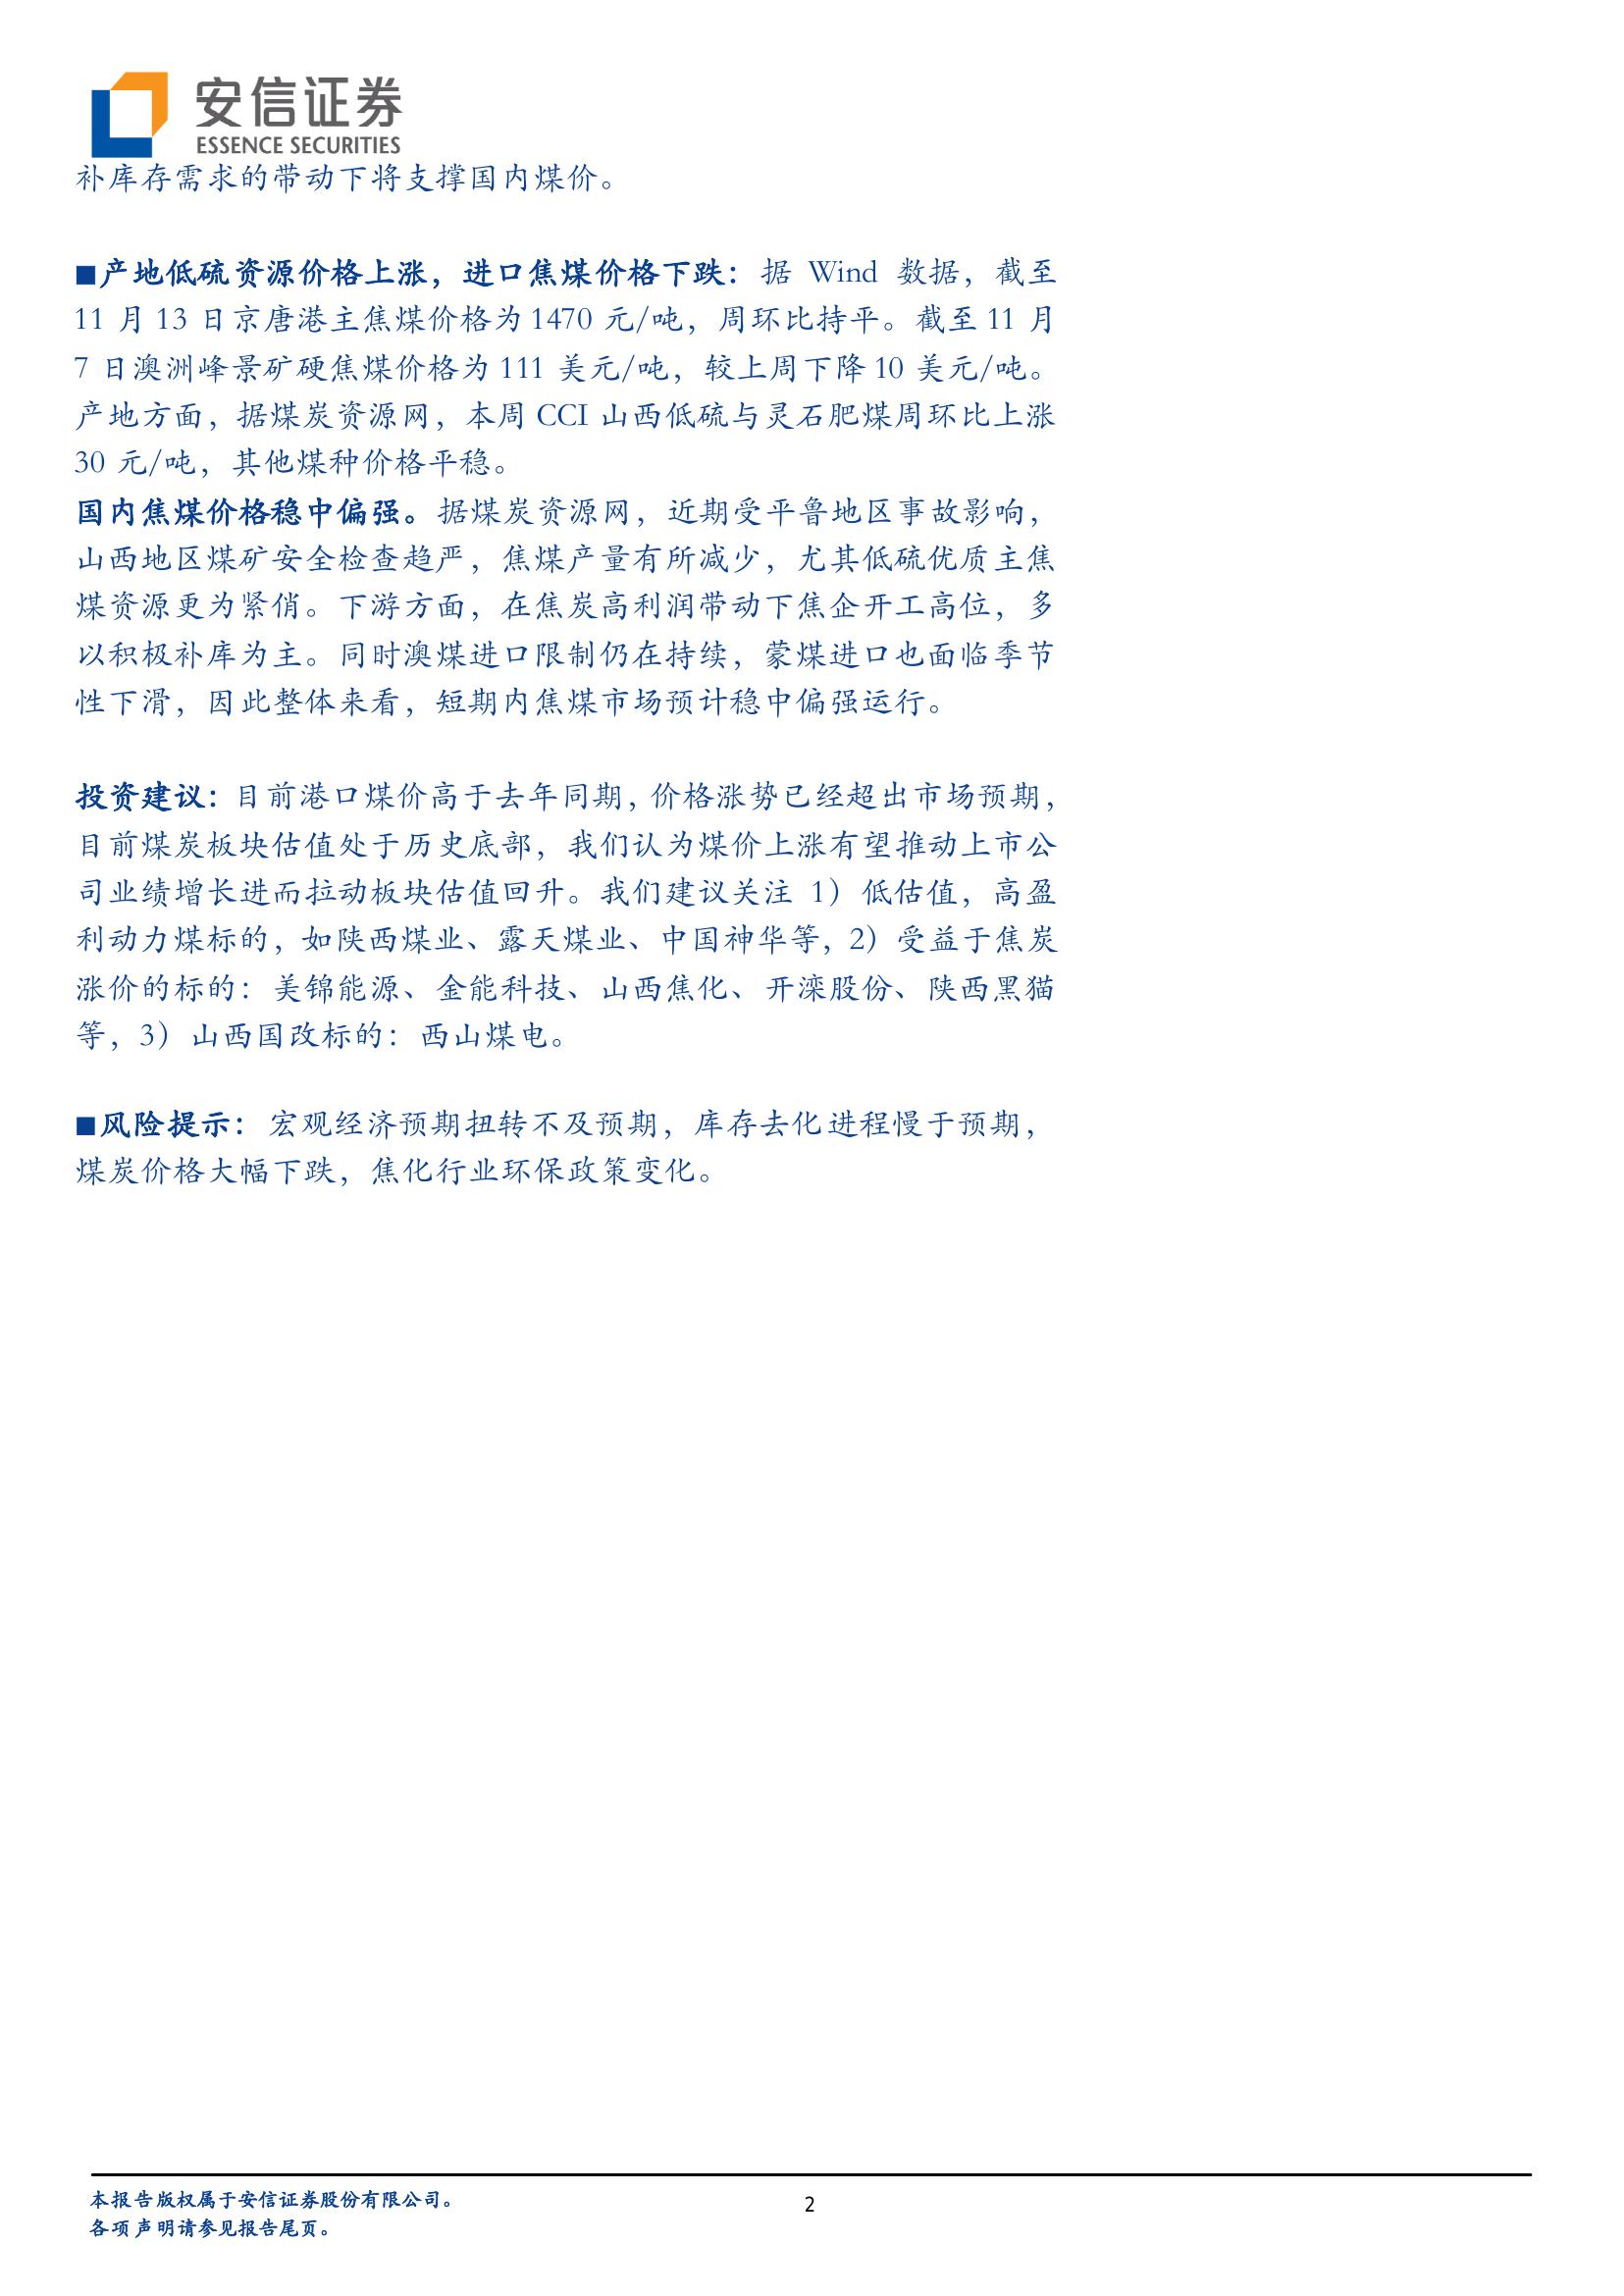 安信证券
ESSENCE SECURITIES
补库存需求的带动下将支撑国内煤价。
■产地低硫资源价格上涨，进口焦煤价格下跌：据 Wind 数据，截至
11 月 13 日京唐港主焦煤价格为 1470 元/吨，周环比持平。截至 11 月
7 日澳洲峰景矿硬焦煤价格为 111 美元/吨，较上周下降 10 美元/吨。
产地方面，据煤炭资源网，本周 CCI 山西低硫与灵石肥煤周环比上涨
30 元/吨，其他煤种价格平稳。
国内焦煤价格稳中偏强。据煤炭资源网，近期受平鲁地区事故影响，
山西地区煤矿安全检查趋严，焦煤产量有所减少，尤其低硫优质主焦
煤资源更为紧俏。下游方面，在焦炭高利润带动下焦企开工高位，多
以积极补库为主。同时澳煤进口限制仍在持续，蒙煤进口也面临季节
性下滑，因此整体来看，短期内焦煤市场预计稳中偏强运行。
投资建议：目前港口煤价高于去年同期，价格涨势已经超出市场预期，
目前煤炭板块估值处于历史底部，我们认为煤价上涨有望推动上市公
司业绩增长进而拉动板块估值回升。我们建议关注 1）低估值，高盈
利动力煤标的，如陕西煤业、露天煤业、中国神华等，2）受益于焦炭
涨价的标的：美锦能源、金能科技、山西焦化、开滦股份、陕西黑猫
等，3）山西国改标的：西山煤电。
■风险提示：宏观经济预期扭转不及预期，库存去化进程慢于预期，
煤炭价格大幅下跌，焦化行业环保政策变化。
本报告版权属于安信证券股份有限公司。
2
各项声明请参见报告尾页。